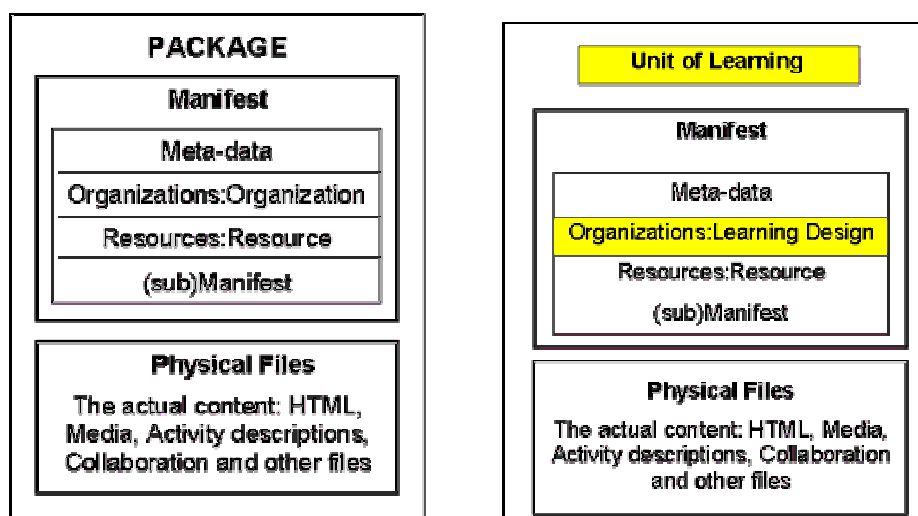 PACKAGE
Manifest
Meta-data
Organizations:Organization
Resources:Resource
(sub)Manifest
Physical Files
The actual content: HTML,
Media, Activity descriptions,
Collaboration and other files
Unit of Learning
Manifest
Meta-data
Organizations:Learning Design
Resources:Resource
(sub)Manifest
Physical Files
The actual content: HTML, Media,
Activity descriptions, Collaboration
and other files